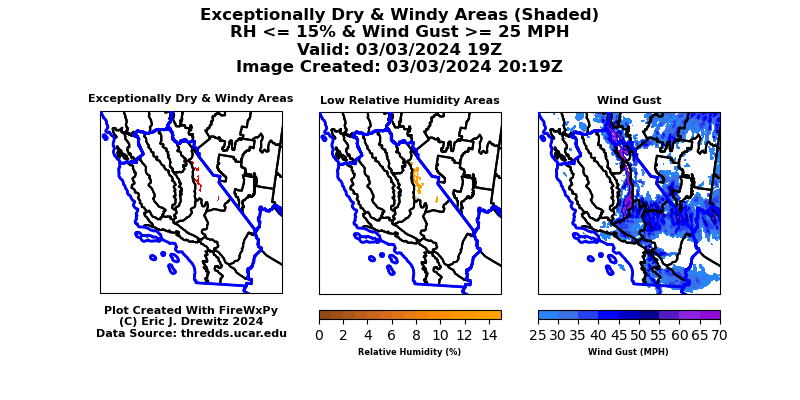 Exceptionally Dry & Windy Areas (Shaded)
RH <= 15% & Wind Gust >= 25 MPH
Valid: 03/03/2024 19Z
Image Created: 03/03/2024 20:19Z
Exceptionally Dry & Windy Areas
Low Relative Humidity Areas
Wind Gust
Plot Created With FireWxPy
(C) Eric J. Drewitz 2024
Data Source: thredds.ucar.edu
0 2 4 6 8 10 12 14
Relative Humidity (%)
25 30 35 40 45 50 55 60 65 70
Wind Gust (MPH)